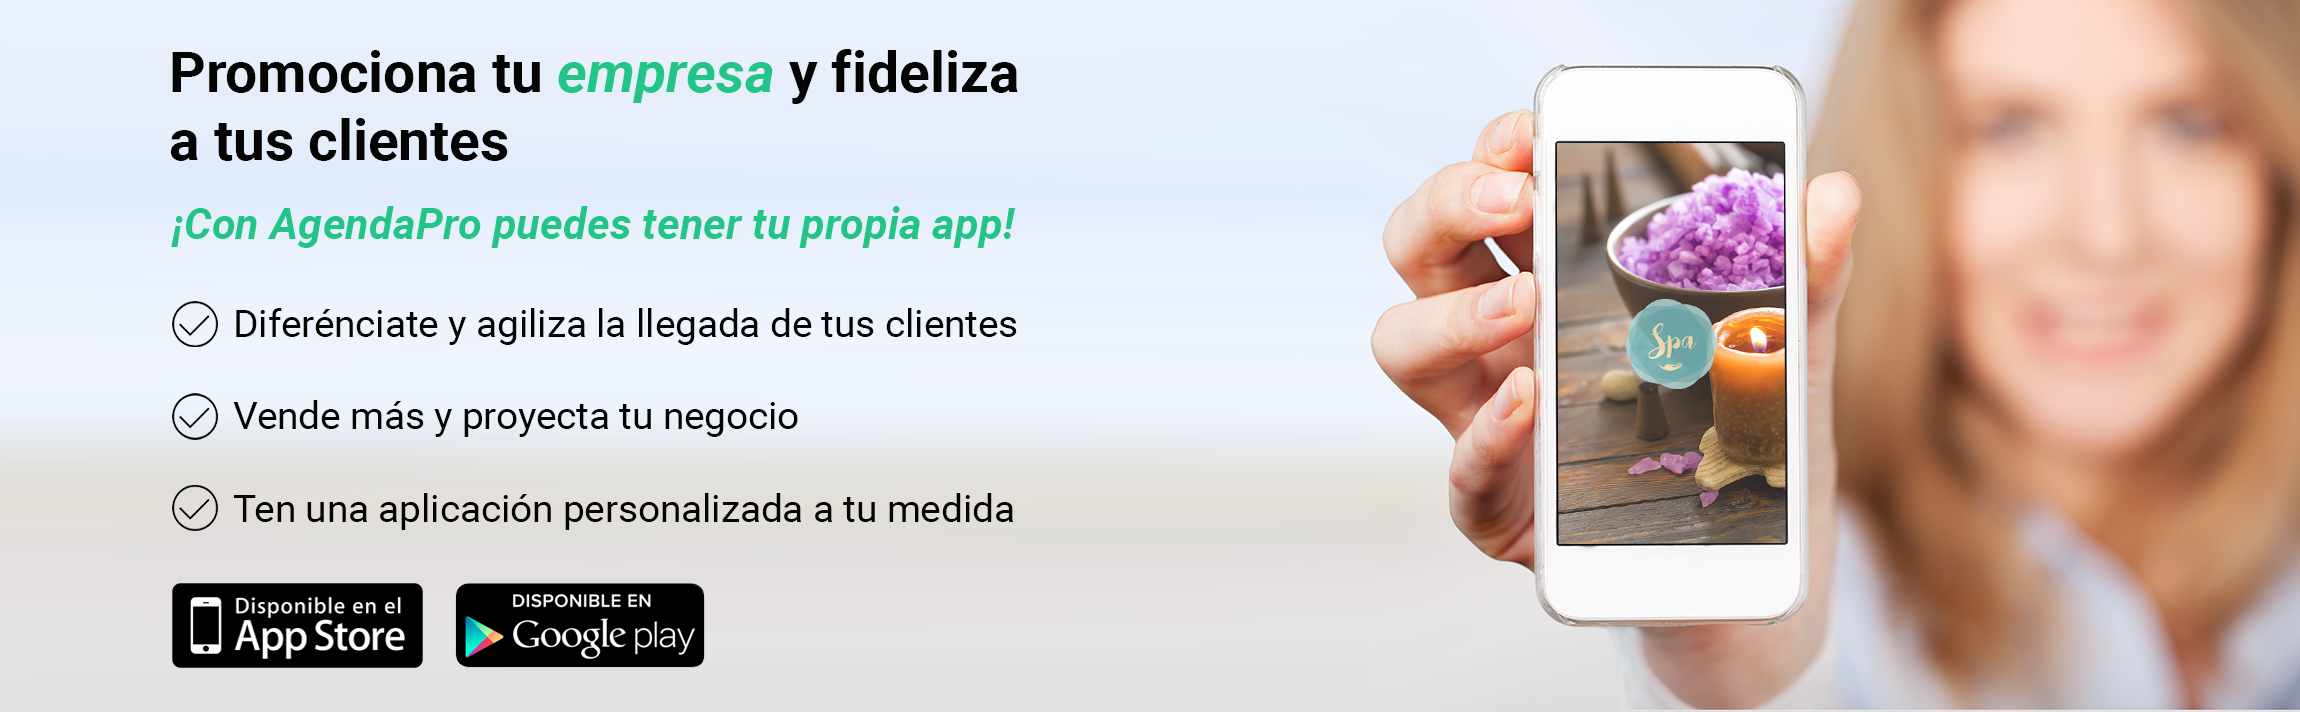 Promociona tu empresa y fideliza
a tus clientes
¡Con AgendaPro puedes tener tu propia app!
Diferénciate y agiliza la llegada de tus clientes
Vende más y proyecta tu negocio
Ten una aplicación personalizada a tu medida
Disponible en el
App Store
DISPONIBLE EN
Google play
Spa